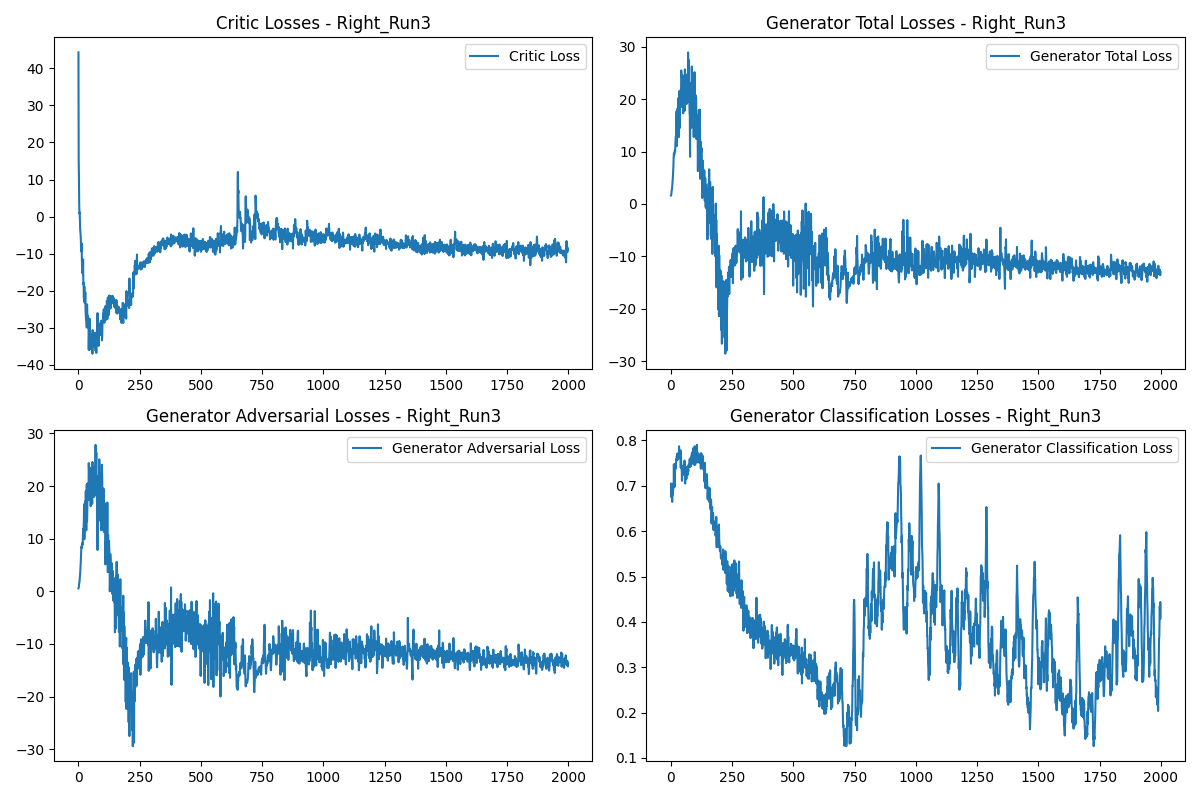 Critic Losses - Right_Run3
Critic Loss
40
30
20
10
0
−10
−20
−30
−40
0 250 500 750 1000 1250 1500 1750 2000
Generator Total Losses - Right_Run3
Generator Total Loss
30
20
10
0
−10
−20
−30
0 250 500 750 1000 1250 1500 1750 2000
Generator Adversarial Losses - Right_Run3
Generator Adversarial Loss
30
20
10
0
−10
−20
−30
0 250 500 750 1000 1250 1500 1750 2000
Generator Classification Losses - Right_Run3
Generator Classification Loss
0.8
0.7
0.6
0.5
0.4
0.3
0.2
0.1
0 250 500 750 1000 1250 1500 1750 2000